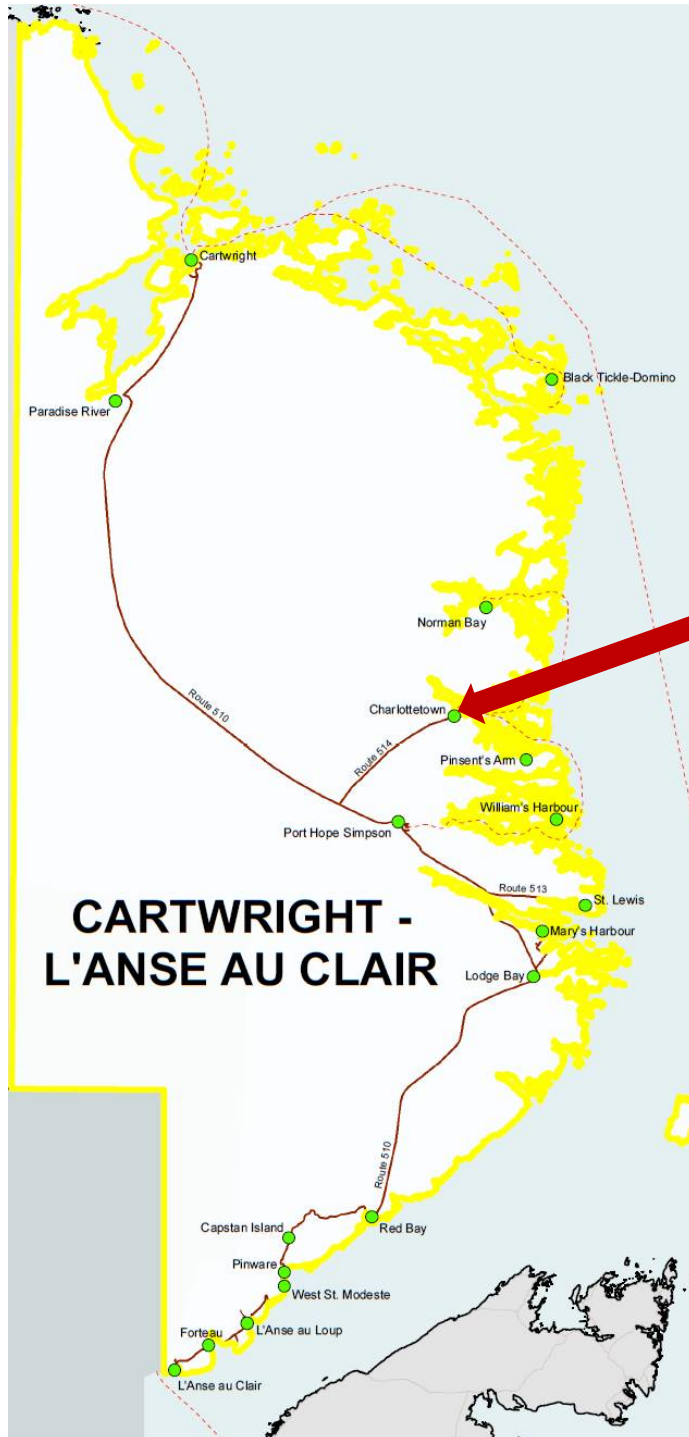 Cartwright
Black Tickle-Domino
Paradise River
Norman Bay
Route 510
Charlottetown
Route 514
Pinsent's Arm
William's Harbour
Port Hope Simpson
Route 513
St. Lewis
CARTWRIGHT -
L'ANSE AU CLAIR
Mary's Harbour
Lodge Bay
Route 510
Red Bay
Capstan Island
Pinware
West St. Modeste
L'Anse au Loup
Forteau
L'Anse au Clair